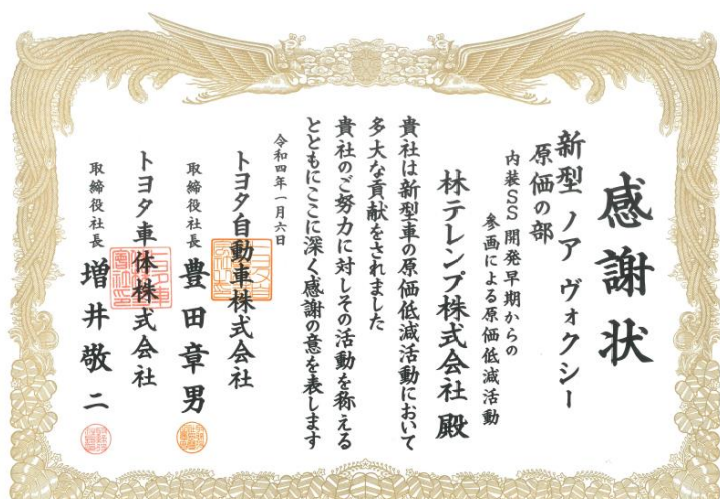 感謝状
新型 ノア ヴォクシー
原価の部
内装SS 開発早期からの
参画による原価低減活動
林テレンプ株式会社 殿
貴社は新型車の原価低減活動において
多大な貢献をされました
貴社のご努力に対しその活動を称える
とともにここに深く感謝の意を表します
令和四年一月六日
トヨタ自動車株式会社
取締役社長 豊田章男
トヨタ車体株式会社
取締役社長 増井敬二